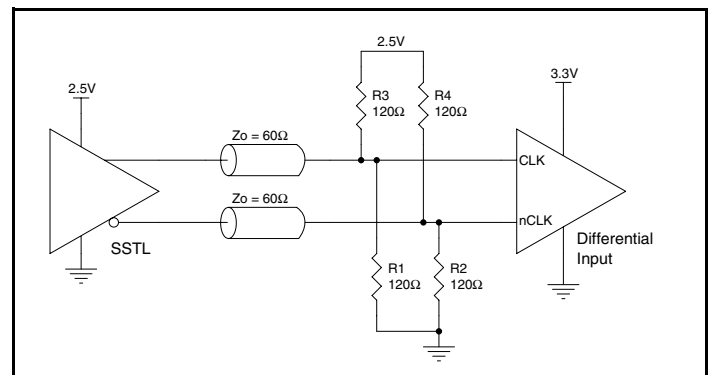 2.5V
3.3V
2.5V
R3
120Ω
R4
120Ω
Zo = 60Ω
CLK
Zo = 60Ω
nCLK
SSTL
Differential
Input
R1
120Ω
R2
120Ω